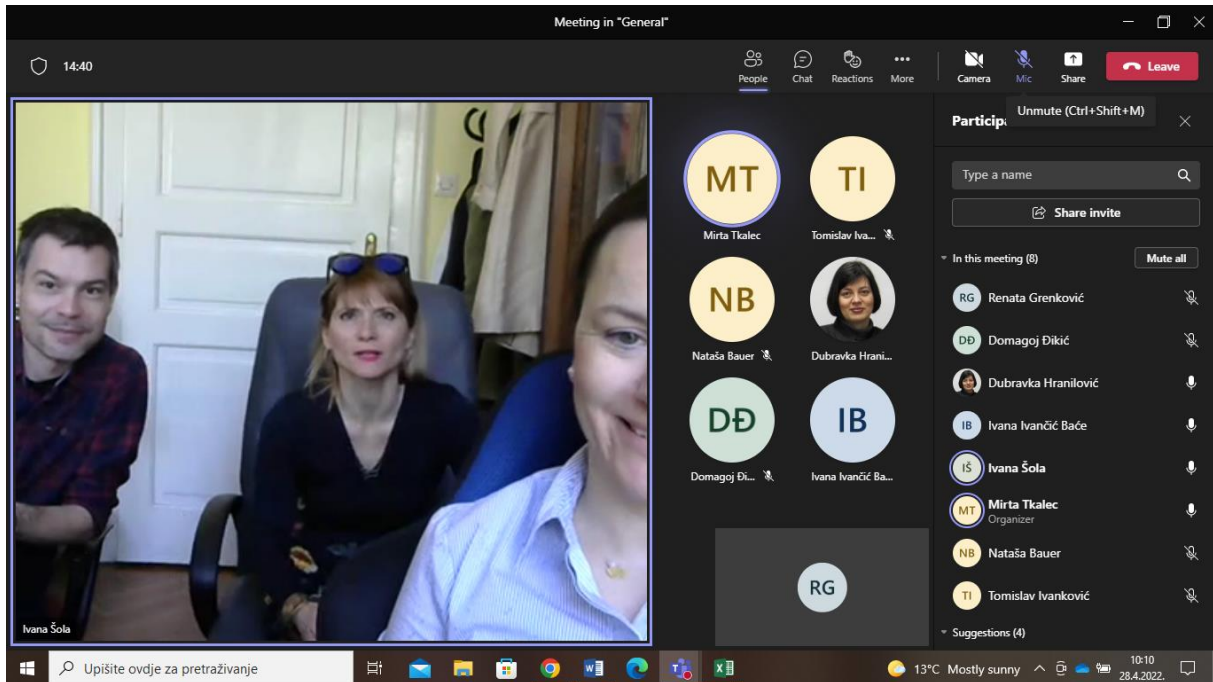 Meeting in "General"
14:40
People
Chat
Reactions
More
Camera
Mic
Share
Leave
Unmute (Ctrl+Shift+M)
Ivana Šola
MT
Mirta Tkalec
TI
Tomislav Iva...
NB
Nataša Bauer
Dubravka Hrani...
DĐ
Domagoj Đi...
IB
Ivana Ivančić Ba...
RG
Particip
Type a name
Share invite
In this meeting (8)
Mute all
RG Renata Grenković
DĐ Domagoj Đikić
Dubravka Hranilović
IB Ivana Ivančić Baće
IŠ Ivana Šola
MT Mirta Tkalec
Organizer
NB Nataša Bauer
TI Tomislav Ivanković
Suggestions (4)
Upišite ovdje za pretraživanje
13°C Mostly sunny
10:10
28.4.2022.